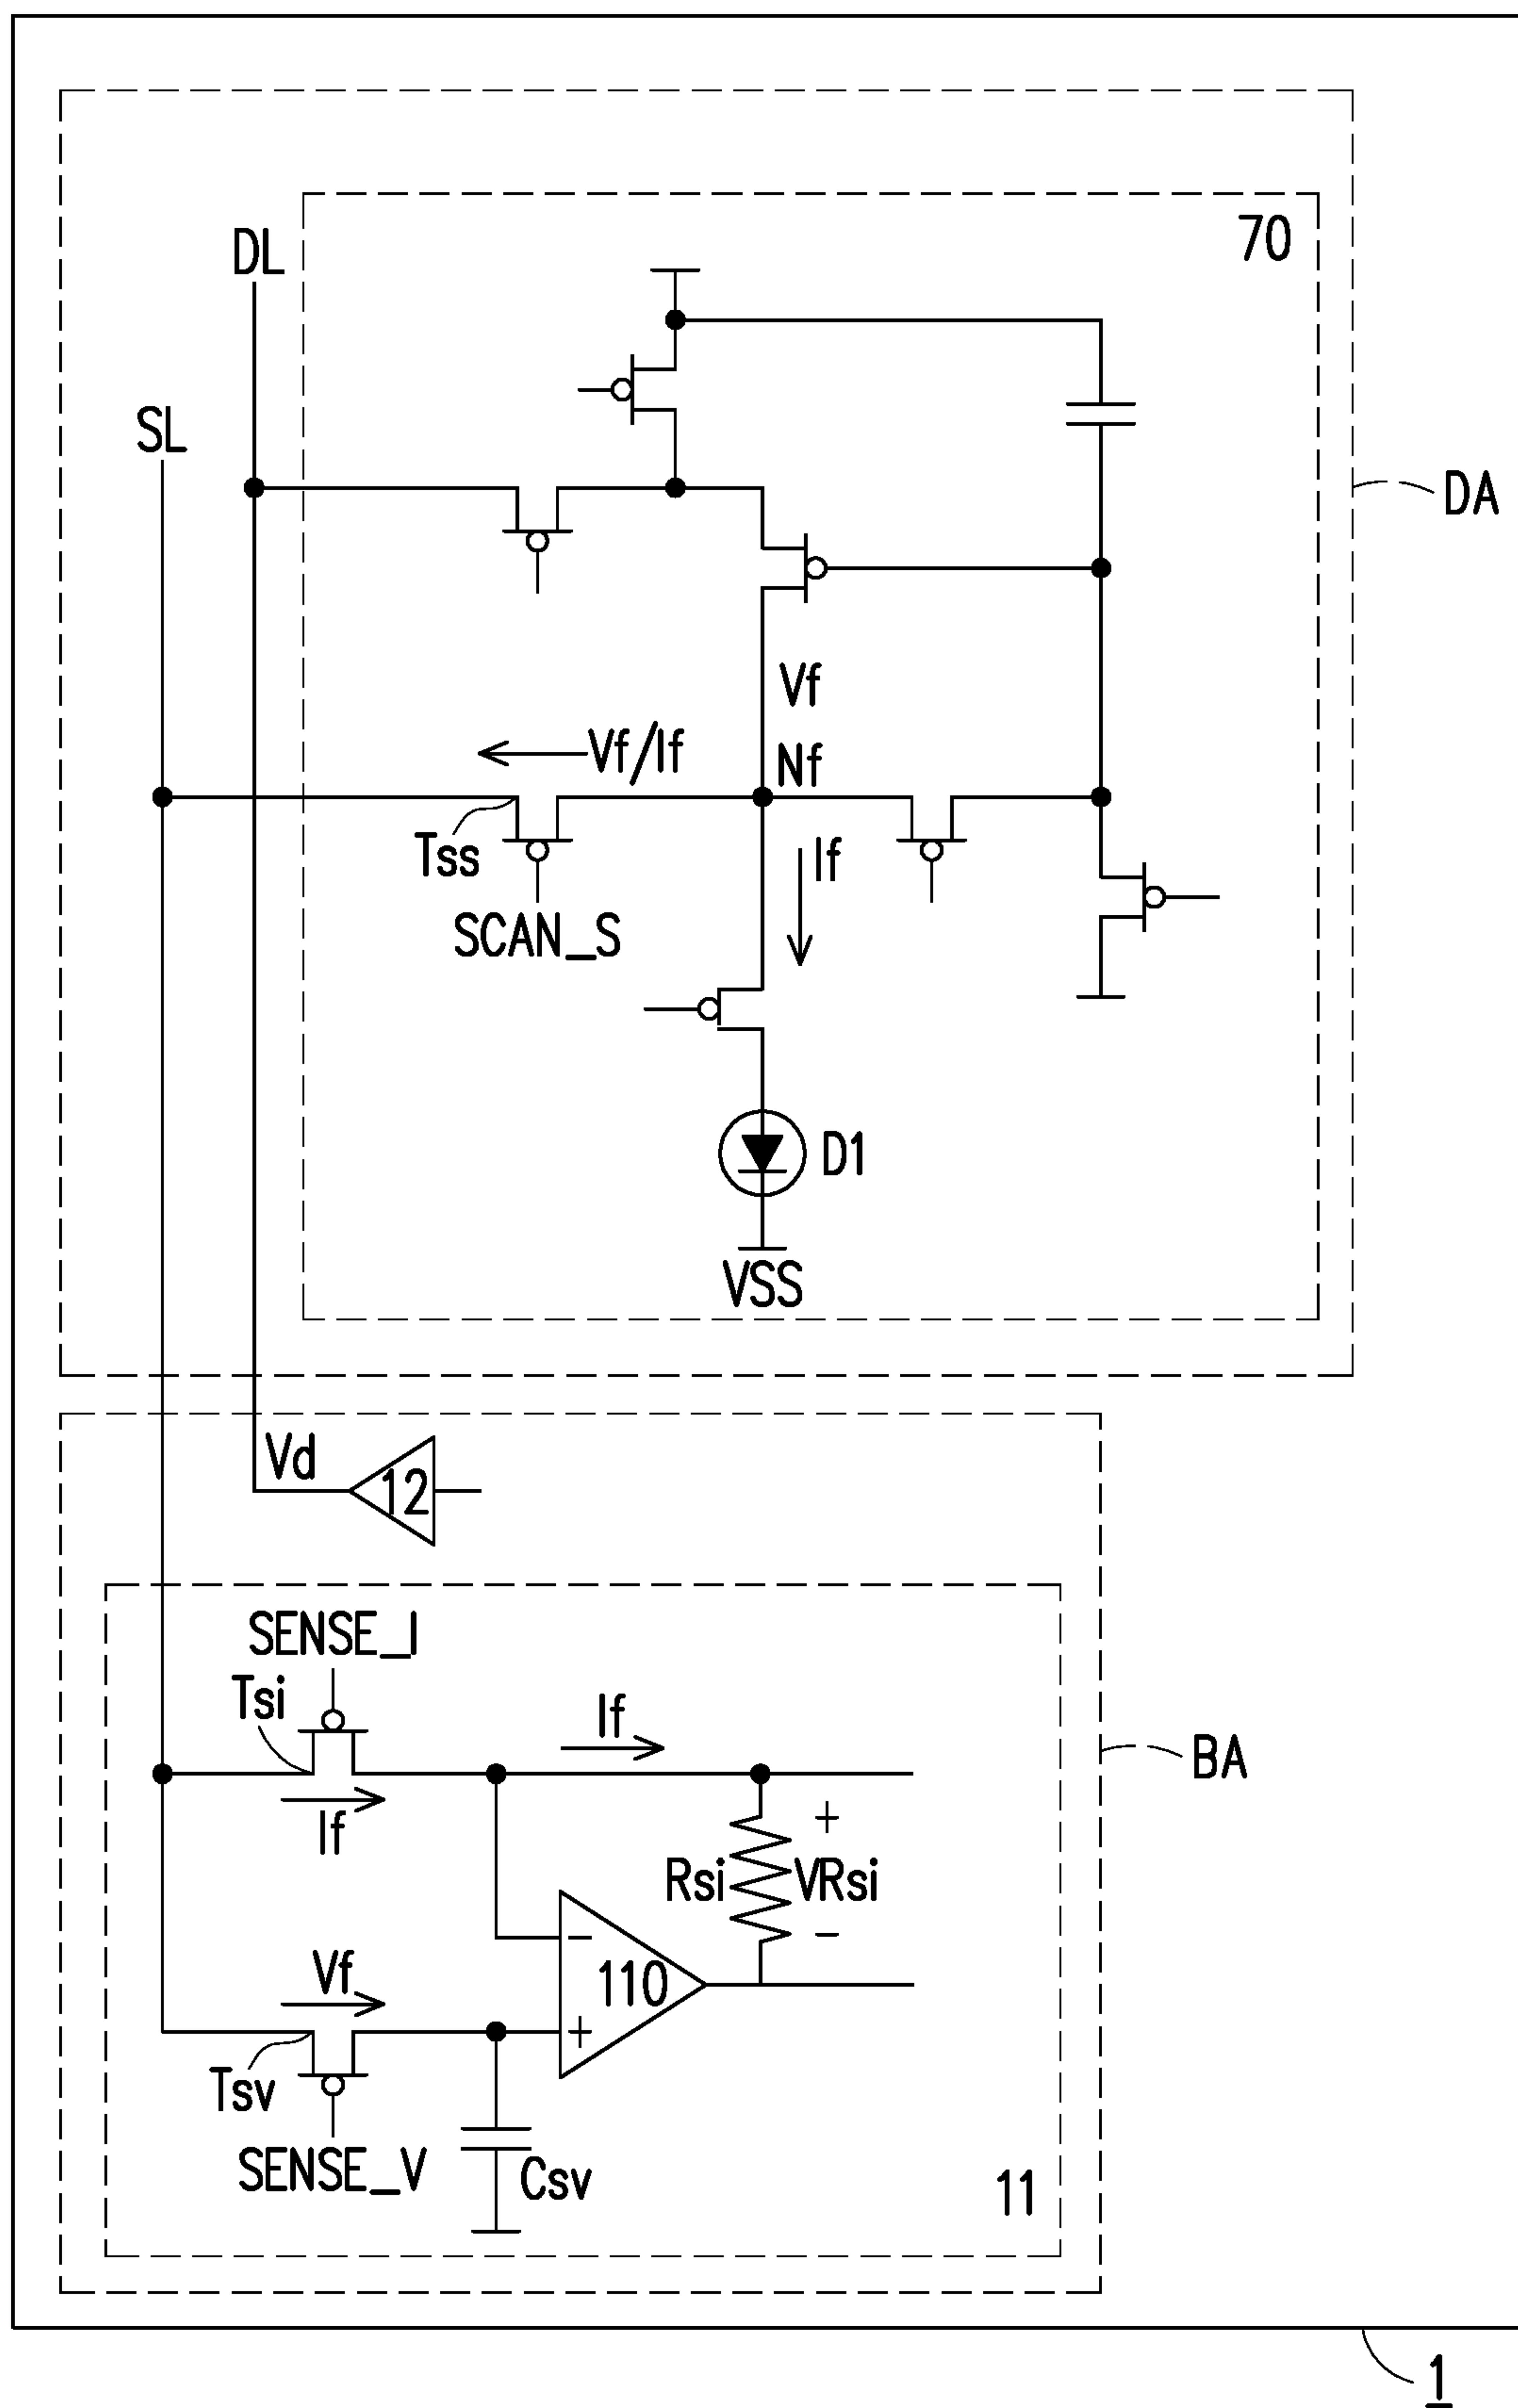 70
DL
SL
DA
Vf
Vf/If
Nf
Tss
If
SCAN_S
D1
VSS
Vd
12
SENSE_I
Tsi
If
BA
If
+
Rsi
VRsi
-
-
Vf
110
+
Tsv
SENSE_V
Csv
11
1